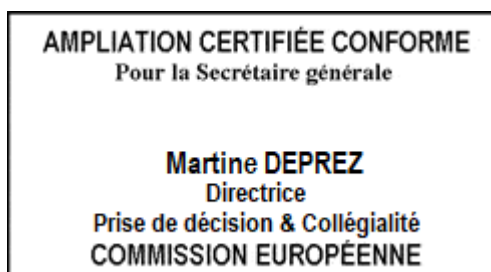 AMPLIATION CERTIFIÉE CONFORME
Pour la Secrétaire générale
Martine DEPREZ
Directrice
Prise de décision & Collégialité
COMMISSION EUROPÉENNE